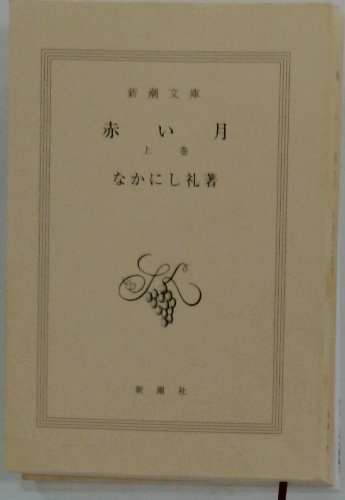 新潮文庫
赤い月
上巻
なかにし礼著
新潮社